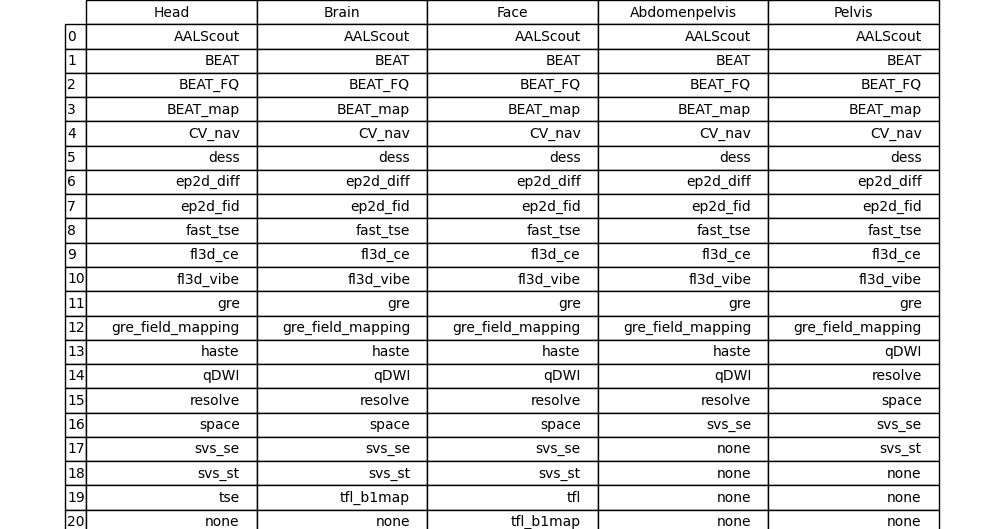 Head Brain Face Abdomenpelvis Pelvis
0 AALScout AALScout AALScout AALScout AALScout
1 BEAT BEAT BEAT BEAT BEAT
2 BEAT_FQ BEAT_FQ BEAT_FQ BEAT_FQ BEAT_FQ
3 BEAT_map BEAT_map BEAT_map BEAT_map BEAT_map
4 CV_nav CV_nav CV_nav CV_nav CV_nav
5 dess dess dess dess dess
6 ep2d_diff ep2d_diff ep2d_diff ep2d_diff ep2d_diff
7 ep2d_fid ep2d_fid ep2d_fid ep2d_fid ep2d_fid
8 fast_tse fast_tse fast_tse fast_tse fast_tse
9 fl3d_ce fl3d_ce fl3d_ce fl3d_ce fl3d_ce
10 fl3d_vibe fl3d_vibe fl3d_vibe fl3d_vibe fl3d_vibe
11 gre gre gre gre gre
12 gre_field_mapping gre_field_mapping gre_field_mapping gre_field_mapping gre_field_mapping
13 haste haste haste haste qDWI
14 qDWI qDWI qDWI qDWI resolve
15 resolve resolve resolve resolve space
16 space space space svs_se svs_se
17 svs_se svs_se svs_se none svs_st
18 svs_st svs_st svs_st none none
19 tse tfl_b1map tfl none none
20 none none tfl_b1map none none